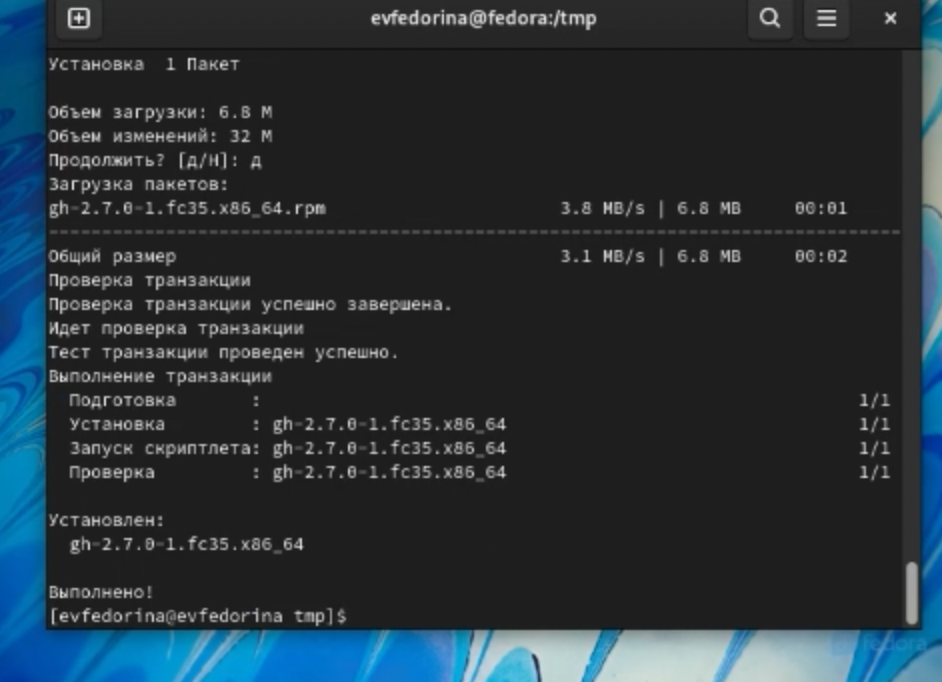 evfedorina@fedora:/tmp
Установка  1 Пакет
Объем загрузки: 6.8 M
Объем изменений: 32 M
Продолжить? [д/Н]: д
Загрузка пакетов:
gh-2.7.0-1.fc35.x86_64.rpm                      3.8 MB/s | 6.8 MB     00:01
--------------------------------------------------------------------------------
Общий размер                                    3.1 MB/s | 6.8 MB     00:02
Проверка транзакции
Проверка транзакции успешно завершена.
Идет проверка транзакции
Тест транзакции проведен успешно.
Выполнение транзакции
  Подготовка       :                                                        1/1
  Установка        : gh-2.7.0-1.fc35.x86_64                                 1/1
  Запуск скриптлета: gh-2.7.0-1.fc35.x86_64                                 1/1
  Проверка         : gh-2.7.0-1.fc35.x86_64                                 1/1
Установлен:
  gh-2.7.0-1.fc35.x86_64
Выполнено!
[evfedorina@evfedorina tmp]$
fedora